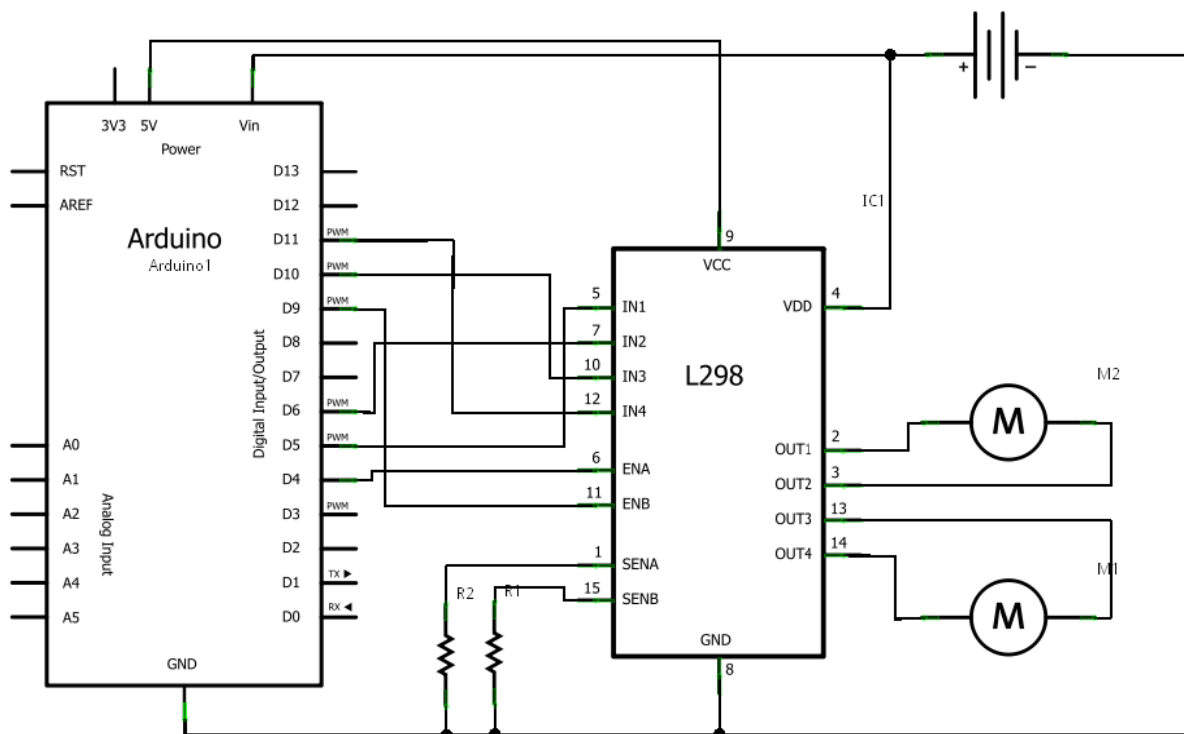 + −
3V3 5V Vin
Power
RST D13
AREF D12
Arduino
Arduino1
D11 PWM
D10 PWM
D9 PWM
D8
D7
D6 PWM
D5 PWM
D4
D3 PWM
D2
D1 TX ▶
D0 RX ◀
Digital Input/Output
A0
A1
A2
A3
A4
A5
Analog Input
GND
IC1
9
VCC
5 IN1
7 IN2
10 IN3
12 IN4
6 ENA
11 ENB
1 SENA
15 SENB
L298
VDD 4
OUT1 2
OUT2 3
OUT3 13
OUT4 14
GND
8
R2
R1
M2
M
M1
M